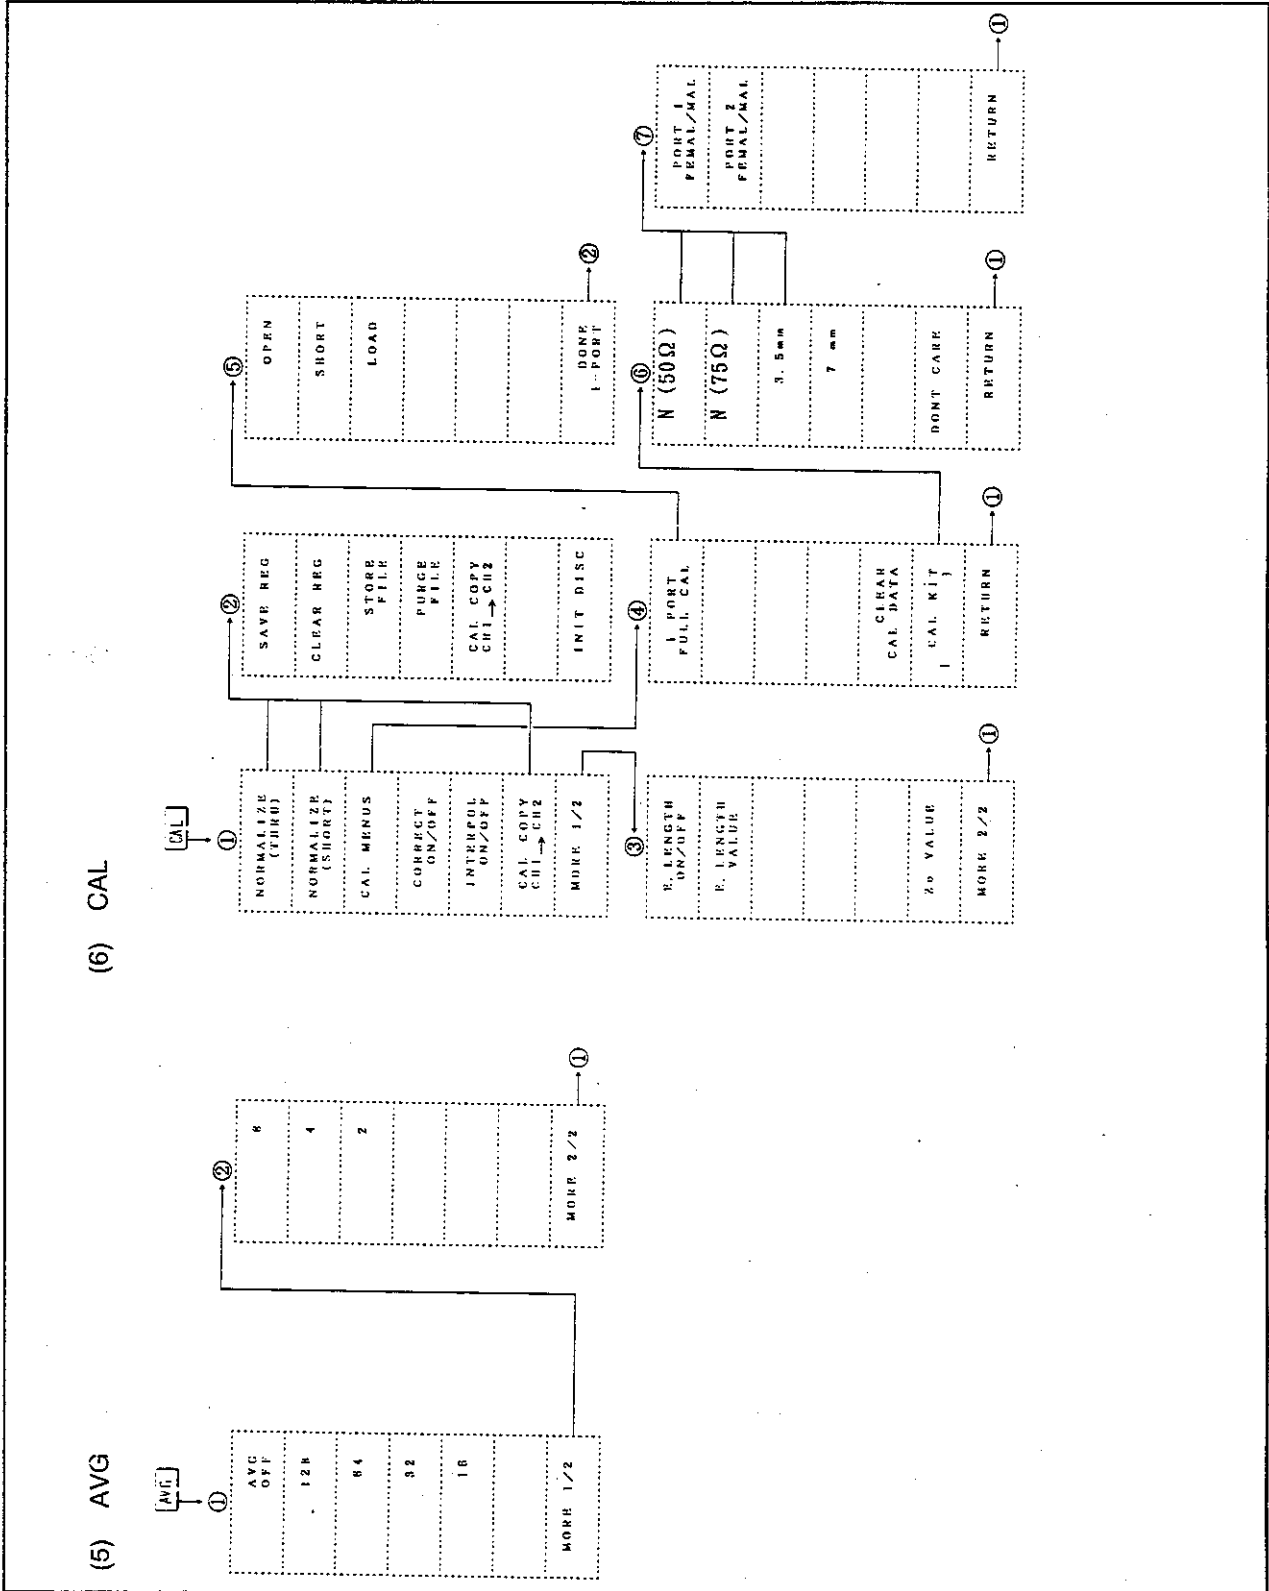 (5) AVG
AVG
①
AVG
OFF
128
64
32
16
MORE 1/2
②
8
4
2
MORE 2/2
①
(6) CAL
CAL
①
NORMALIZE
(THRU)
NORMALIZE
(SHORT)
CAL MENUS
CORRECT
ON/OFF
INTERPOL
ON/OFF
CAL COPY
CH1→CH2
MORE 1/2
②
SAVE REG
CLEAR REG
STORE
FILE
PURGE
FILE
CAL COPY
CH1→CH2
INIT DISC
⑤
OPEN
SHORT
LOAD
DONE
1-PORT
②
③
E. LENGTH
ON/OFF
E. LENGTH
VALUE
Zo VALUE
MORE 2/2
①
④
1 PORT
FULL CAL
CLEAR
CAL DATA
CAL KIT
[ ]
RETURN
①
⑥
N (50Ω)
N (75Ω)
3.5mm
7 mm
DONT CARE
RETURN
①
⑦
PORT 1
FEMAL/MAL
PORT 2
FEMAL/MAL
RETURN
①